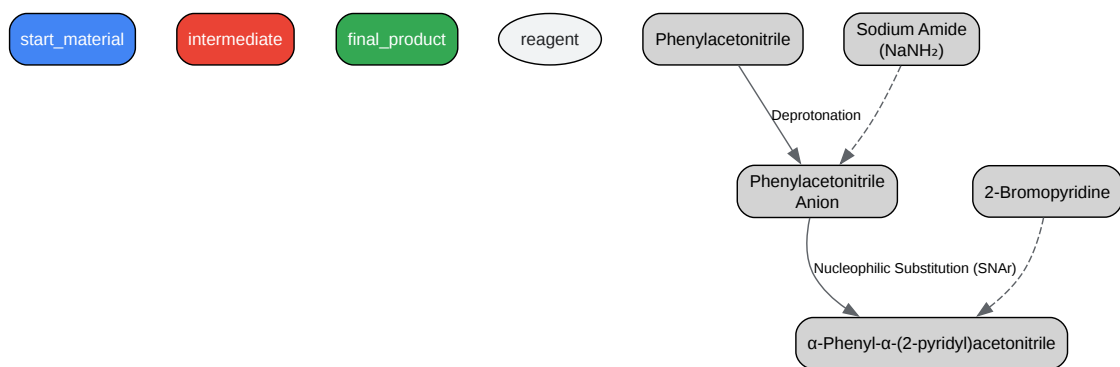 start_material
intermediate
final_product
reagent
Phenylacetonitrile
Sodium Amide
(NaNH₂)
Deprotonation
Phenylacetonitrile
Anion
2-Bromopyridine
Nucleophilic Substitution (SNAr)
α-Phenyl-α-(2-pyridyl)acetonitrile